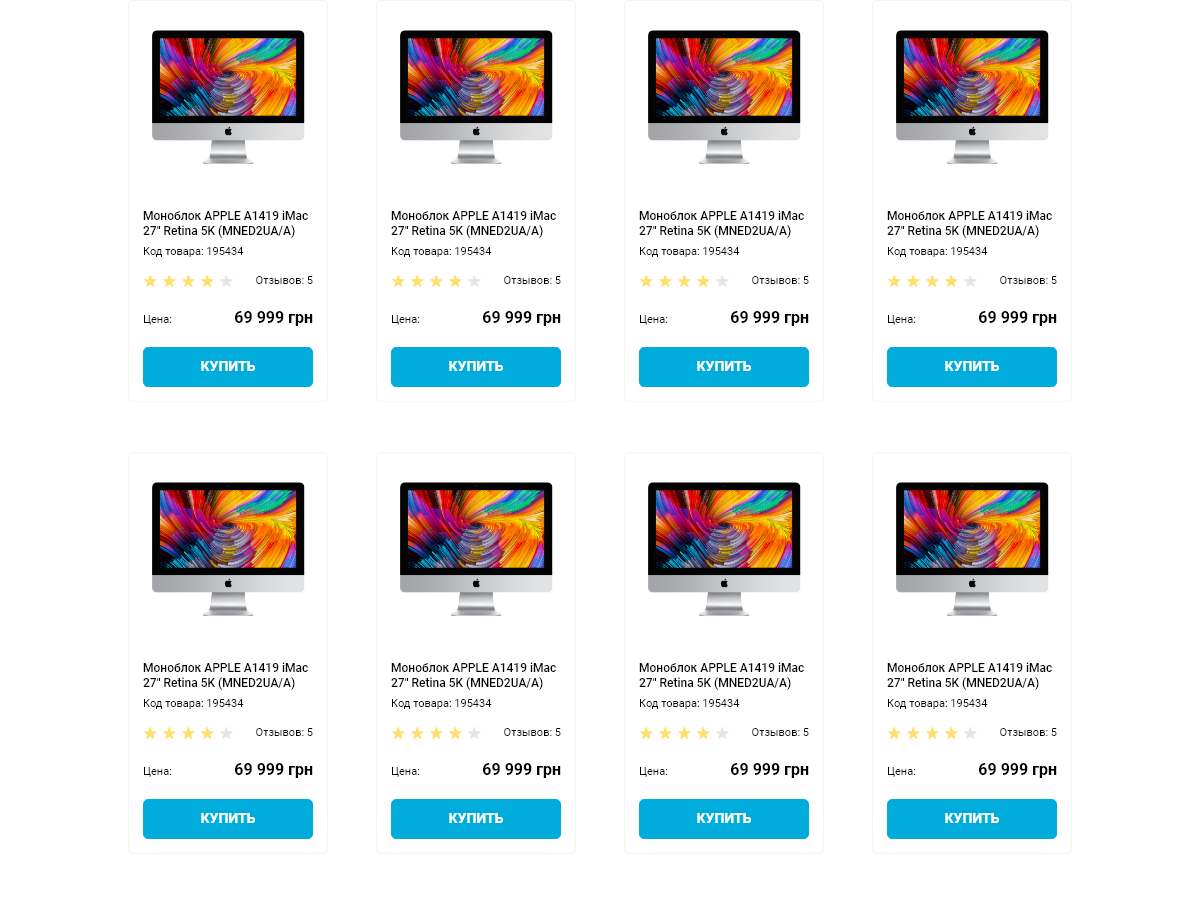 Моноблок APPLE A1419 iMac
27" Retina 5K (MNED2UA/A)
Код товара: 195434
Отзывов: 5
Цена: 69 999 грн
КУПИТЬ
Моноблок APPLE A1419 iMac
27" Retina 5K (MNED2UA/A)
Код товара: 195434
Отзывов: 5
Цена: 69 999 грн
КУПИТЬ
Моноблок APPLE A1419 iMac
27" Retina 5K (MNED2UA/A)
Код товара: 195434
Отзывов: 5
Цена: 69 999 грн
КУПИТЬ
Моноблок APPLE A1419 iMac
27" Retina 5K (MNED2UA/A)
Код товара: 195434
Отзывов: 5
Цена: 69 999 грн
КУПИТЬ
Моноблок APPLE A1419 iMac
27" Retina 5K (MNED2UA/A)
Код товара: 195434
Отзывов: 5
Цена: 69 999 грн
КУПИТЬ
Моноблок APPLE A1419 iMac
27" Retina 5K (MNED2UA/A)
Код товара: 195434
Отзывов: 5
Цена: 69 999 грн
КУПИТЬ
Моноблок APPLE A1419 iMac
27" Retina 5K (MNED2UA/A)
Код товара: 195434
Отзывов: 5
Цена: 69 999 грн
КУПИТЬ
Моноблок APPLE A1419 iMac
27" Retina 5K (MNED2UA/A)
Код товара: 195434
Отзывов: 5
Цена: 69 999 грн
КУПИТЬ